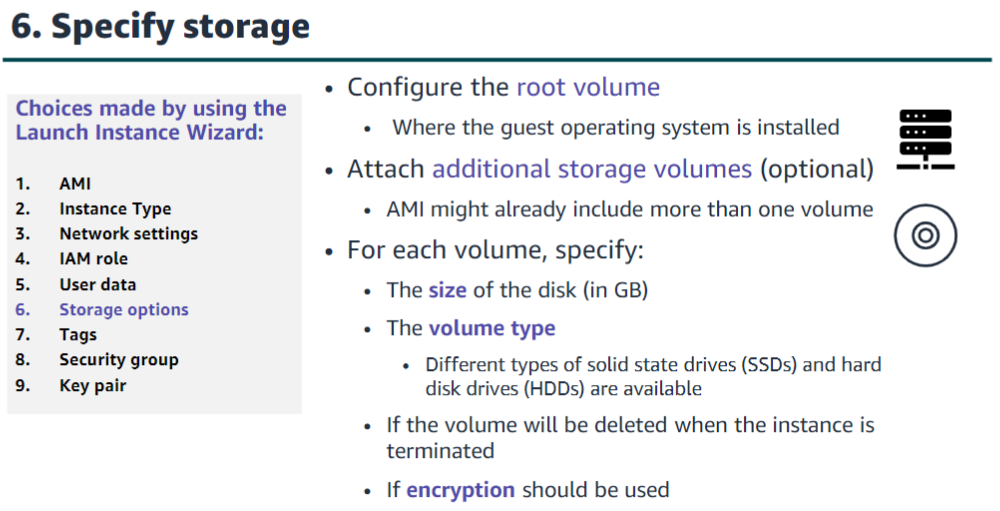 6. Specify storage
Choices made by using the
Launch Instance Wizard:
1. AMI
2. Instance Type
3. Network settings
4. IAM role
5. User data
6. Storage options
7. Tags
8. Security group
9. Key pair
• Configure the root volume
• Where the guest operating system is installed
• Attach additional storage volumes (optional)
• AMI might already include more than one volume
• For each volume, specify:
• The size of the disk (in GB)
• The volume type
• Different types of solid state drives (SSDs) and hard
disk drives (HDDs) are available
• If the volume will be deleted when the instance is
terminated
• If encryption should be used